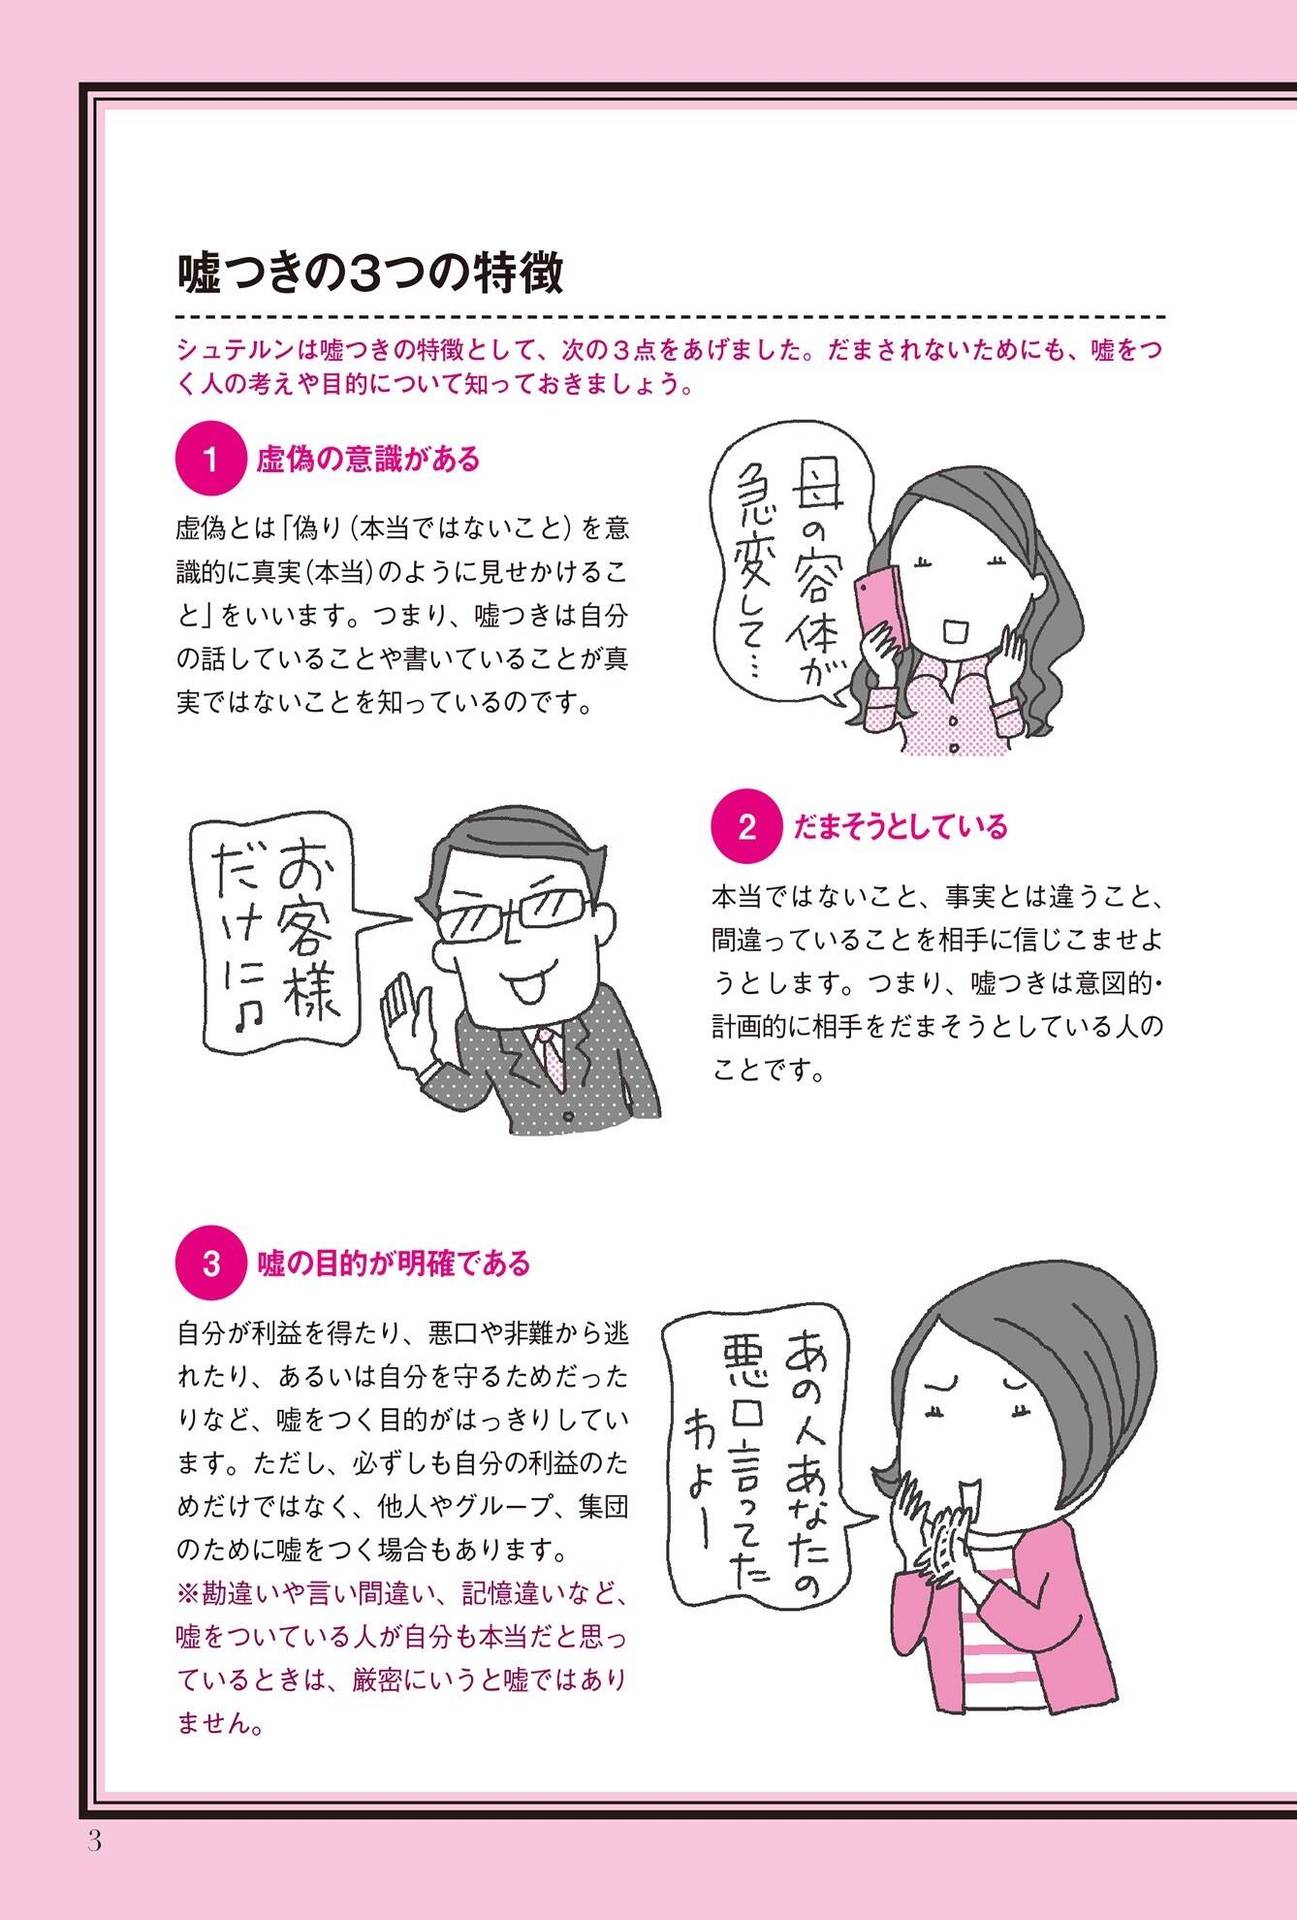 嘘つきの3つの特徴
シュテルンは嘘つきの特徴として、次の3点をあげました。だまされないためにも、嘘をつ
く人の考えや目的について知っておきましょう。
1 虚偽の意識がある
虚偽とは「偽り(本当ではないこと)を意
識的に真実(本当)のように見せかけるこ
と」をいいます。つまり、嘘つきは自分
の話していることや書いていることが真
実ではないことを知っているのです。
母の容体が
急変して…
2 だまそうとしている
本当ではないこと、事実とは違うこと、
間違っていることを相手に信じこませよ
うとします。つまり、嘘つきは意図的・
計画的に相手をだまそうとしている人の
ことです。
お客様
だけに♫
3 嘘の目的が明確である
自分が利益を得たり、悪口や非難から逃
れたり、あるいは自分を守るためだった
りなど、嘘をつく目的がはっきりしてい
ます。ただし、必ずしも自分の利益のた
めだけではなく、他人やグループ、集団
のために嘘をつく場合もあります。
※勘違いや言い間違い、記憶違いなど、
嘘をついている人が自分も本当だと思っ
ているときは、厳密にいうと嘘ではあり
ません。
あの人あなたの
悪口言ってた
わよー
3